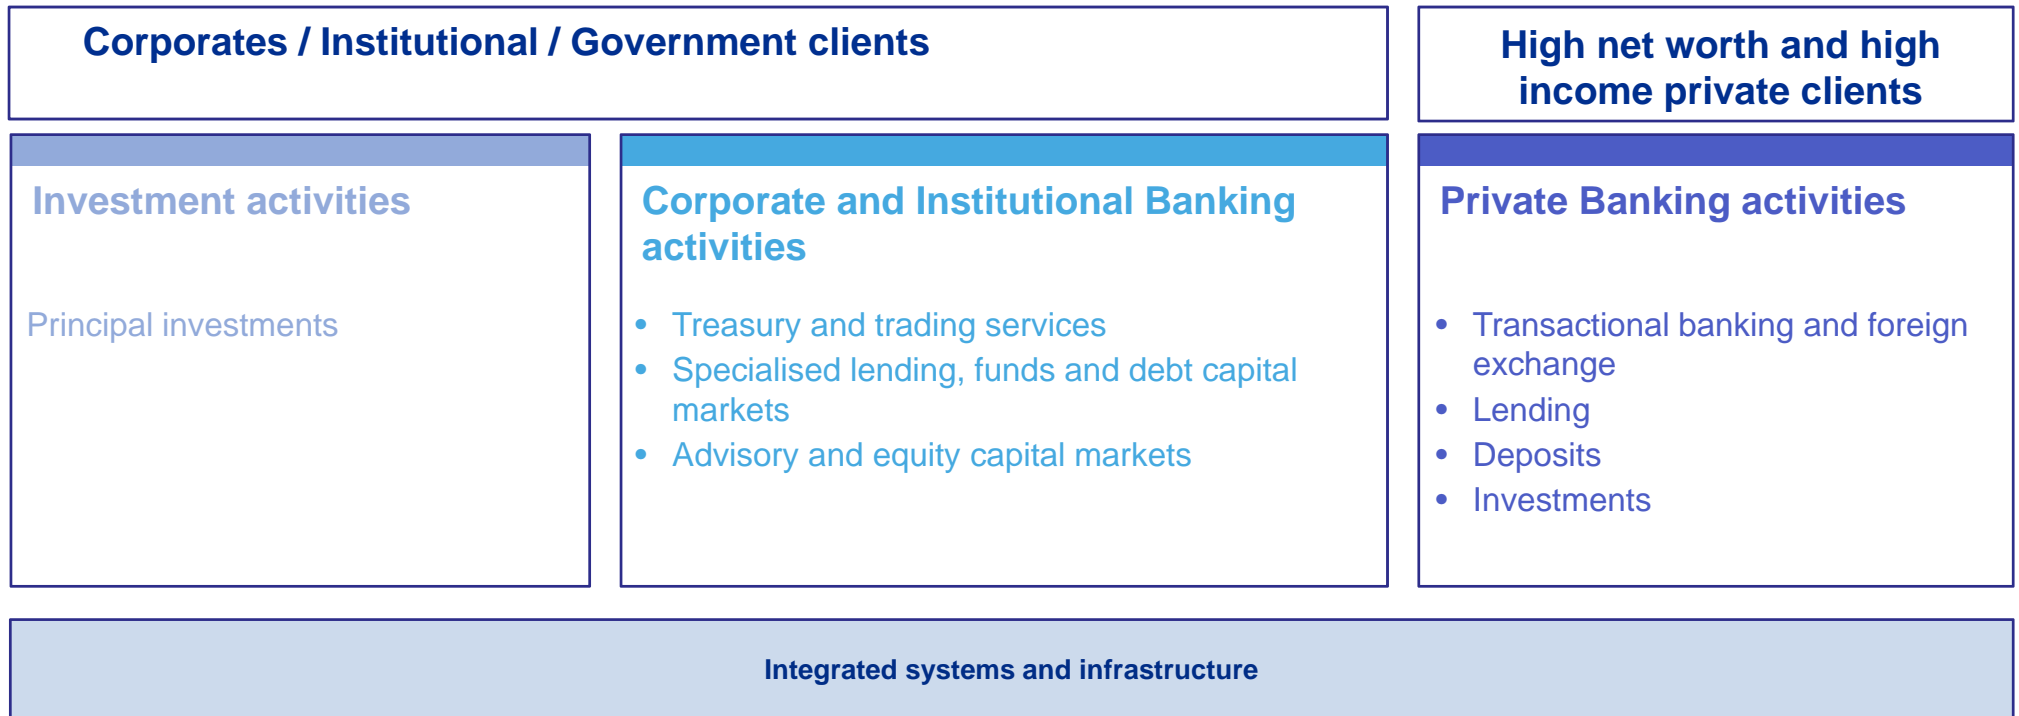 Corporates / Institutional / Government clients
High net worth and high
income private clients
Investment activities
Principal investments
Corporate and Institutional Banking
activities
• Treasury and trading services
• Specialised lending, funds and debt capital
markets
• Advisory and equity capital markets
Private Banking activities
• Transactional banking and foreign
exchange
• Lending
• Deposits
• Investments
Integrated systems and infrastructure